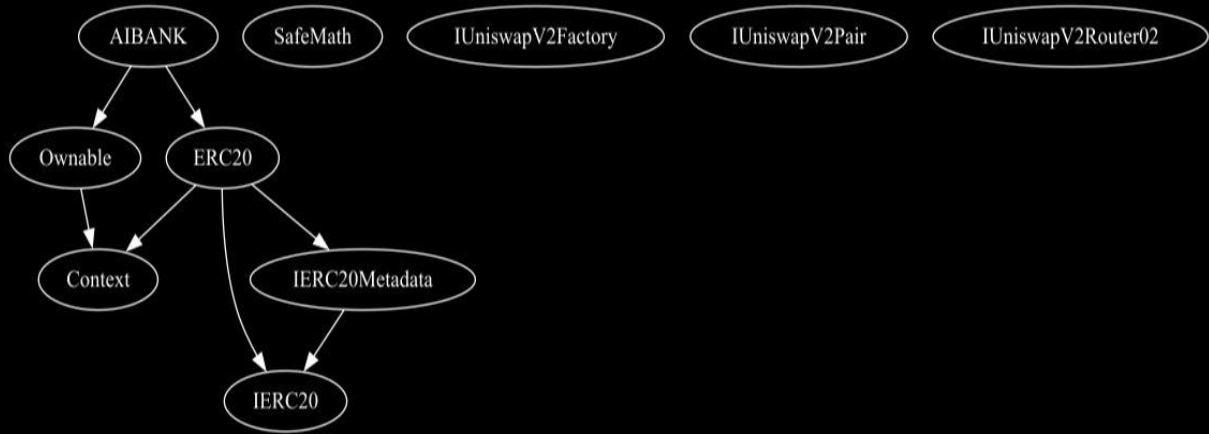 AIBANK
SafeMath
IUniswapV2Factory
IUniswapV2Pair
IUniswapV2Router02
Ownable
ERC20
Context
IERC20Metadata
IERC20